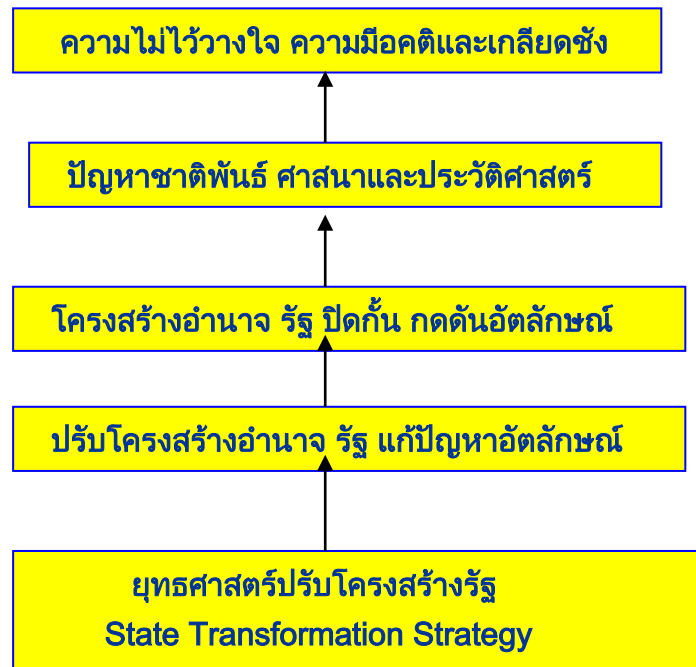 ความไม่ไว้วางใจ ความมีอคติและเกลียดชัง
ปัญหาชาติพันธ์ ศาสนาและประวัติศาสตร์
โครงสร้างอำนาจ รัฐ ปิดกั้น กดดันอัตลักษณ์
ปรับโครงสร้างอำนาจ รัฐ แก้ปัญหาอัตลักษณ์
ยุทธศาสตร์ปรับโครงสร้างรัฐ
State Transformation Strategy